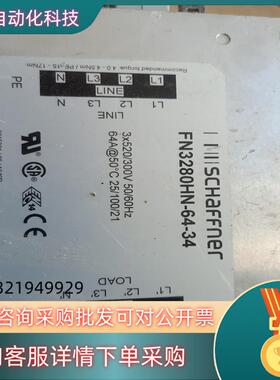 自动化科技
Recommended torque 4.0 - 4.5Nm / PE
15 - 17Nm
PE
N L3 L2 L1
LINE
N L3 L2 L1
LINE
SCHAFFNER
FN3280HN-64-34
3x520/300V 50/60Hz
64A@50°C 25/100/21
LOAD
L3' L2' L1'
321949929
咨询采购批发可对公开票
客服详情下单采购